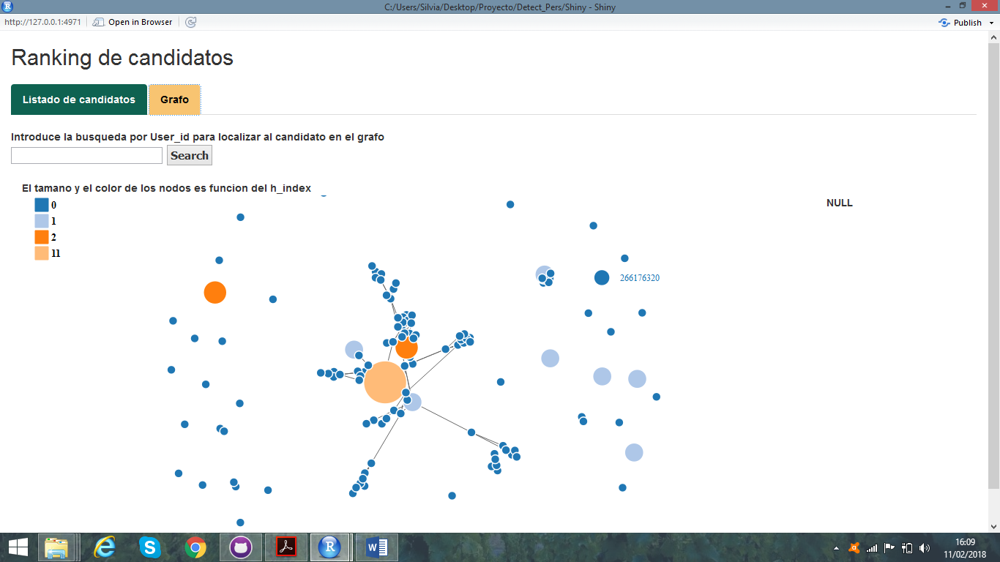 C:/Users/Silvia/Desktop/Proyecto/Detect_Pers/Shiny - Shiny
http://127.0.0.1:4971
Open in Browser
Publish
Ranking de candidatos
Listado de candidatos
Grafo
Introduce la busqueda por User_id para localizar al candidato en el grafo
Search
El tamano y el color de los nodos es funcion del h_index
NULL
0
1
2
11
266176320
16:09
11/02/2018